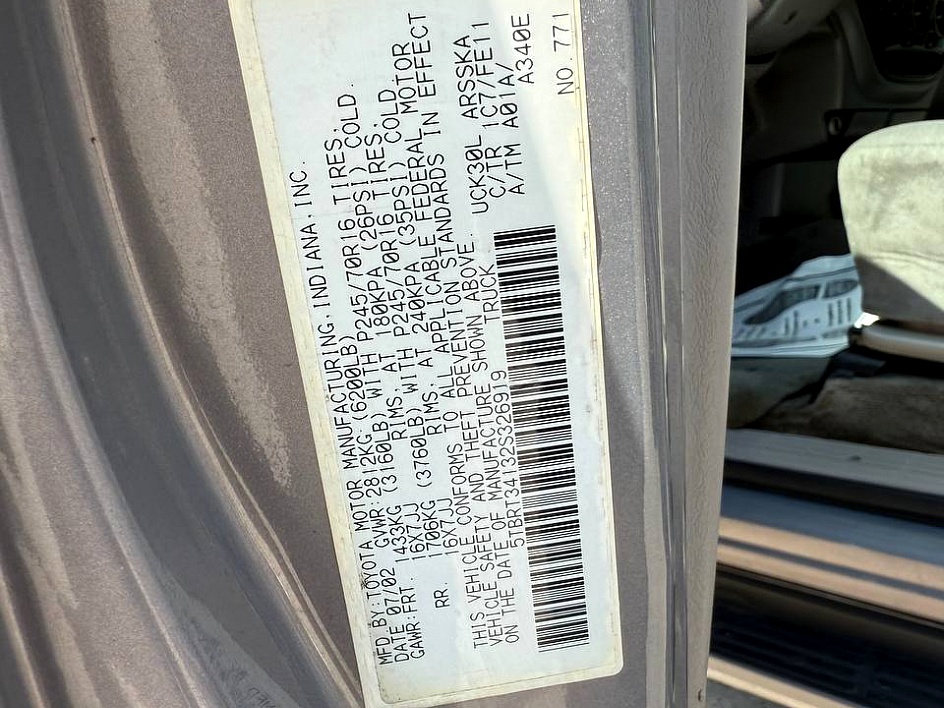 MFD BY:TOYOTA MOTOR MANUFACTURING,INDIANA,INC.
DATE 07/02 GVWR:2812KG(6200LB)
GAWR:FRT. 1433KG (3160LB) WITH P245/70R16 TIRES,
16X7JJ RIMS, AT 180KPA (26PSI) COLD.
RR. 1706KG (3760LB) WITH P245/70R16 TIRES,
16X7JJ RIMS, AT 240KPA (35PSI) COLD
THIS VEHICLE CONFORMS TO ALL APPLICABLE FEDERAL MOTOR
VEHICLE SAFETY AND THEFT PREVENTION STANDARDS IN EFFECT
ON THE DATE OF MANUFACTURE SHOWN ABOVE.
5TBRT34132S326919 TRUCK UCK30L ARSSKA
C/TR 1C7/FE11
A/TM A01A/
A340E
NO. 771